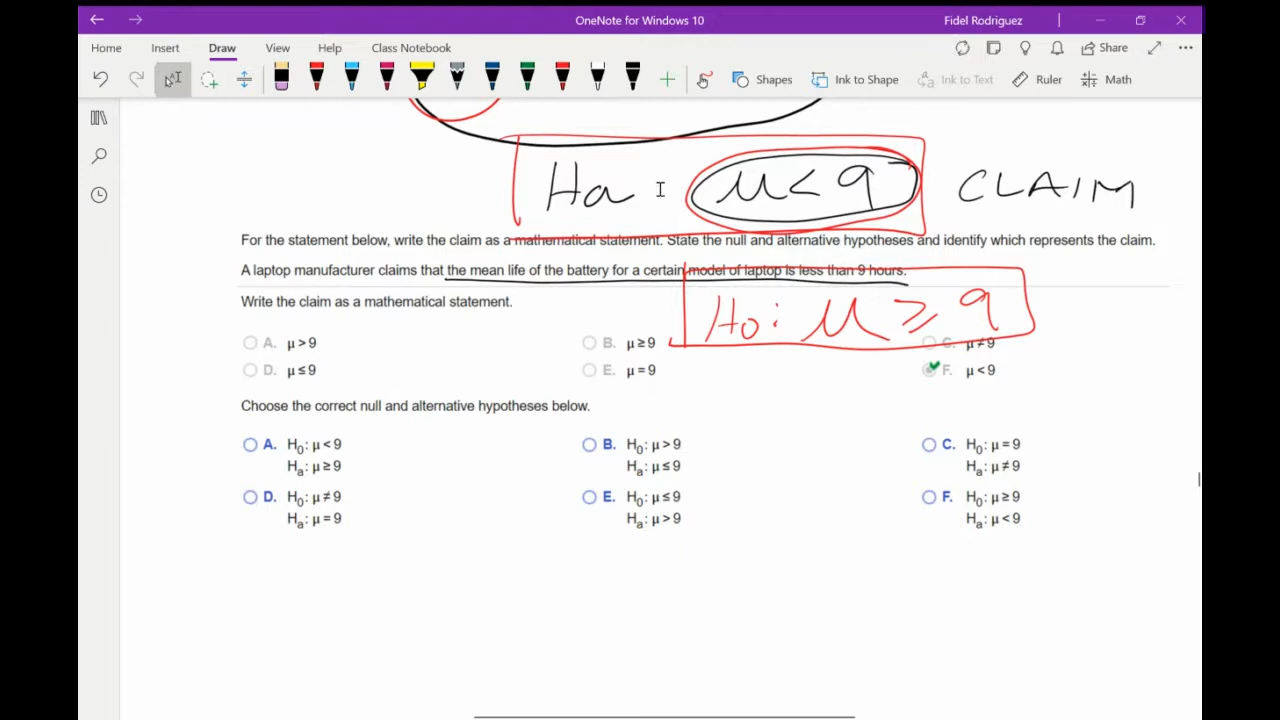 OneNote for Windows 10
Fidel Rodriguez
Home Insert Draw View Help Class Notebook Share
Shapes Ink to Shape Ink to Text Ruler Math
Ha: μ < 9 CLAIM
For the statement below, write the claim as a mathematical statement. State the null and alternative hypotheses and identify which represents the claim.
A laptop manufacturer claims that the mean life of the battery for a certain model of laptop is less than 9 hours.
Write the claim as a mathematical statement.
Ho: μ ≥ 9
A. μ > 9 B. μ ≥ 9 C. μ ≠ 9
D. μ ≤ 9 E. μ = 9 F. μ < 9
Choose the correct null and alternative hypotheses below.
A. H0: μ < 9 B. H0: μ > 9 C. H0: μ = 9
Ha: μ ≥ 9 Ha: μ ≤ 9 Ha: μ ≠ 9
D. H0: μ ≠ 9 E. H0: μ ≤ 9 F. H0: μ ≥ 9
Ha: μ = 9 Ha: μ > 9 Ha: μ < 9